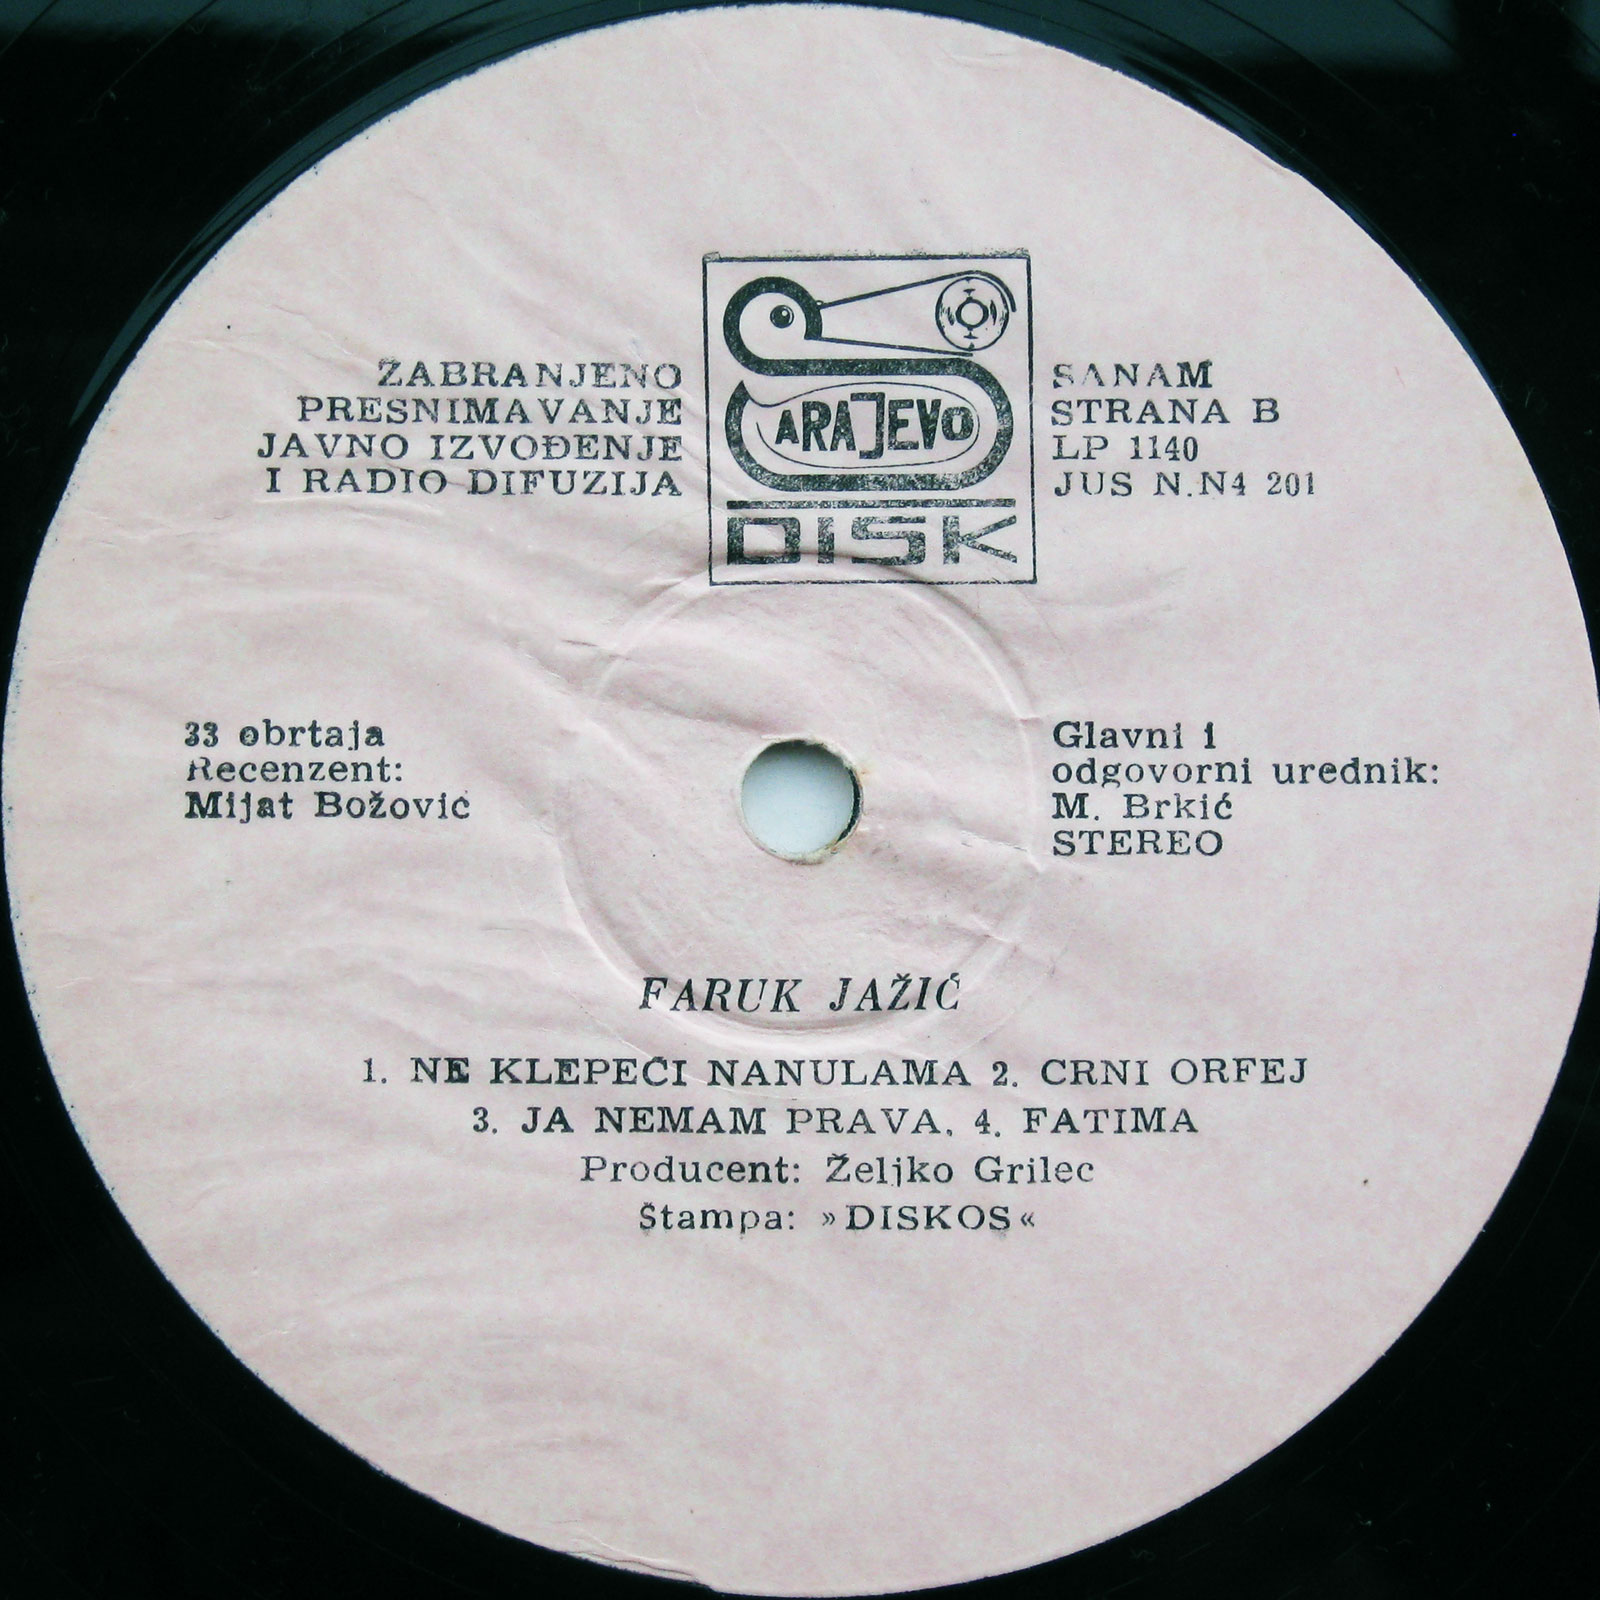 ZABRANJENO
PRESNIMAVANJE
JAVNO IZVOĐENJE
I RADIO DIFUZIJA
SARAJEVO
DISK
SANAM
STRANA B
LP 1140
JUS N.N4 201
33 obrtaja
Recenzent:
Mijat Božovic
Glavni i
odgovorni urednik:
M. Brkić
STEREO
FARUK JAŽIĆ
1. NE KLEPEĆI NANULAMA 2. CRNI ORFEJ
3. JA NEMAM PRAVA, 4. FATIMA
Producent: Željko Grilec
Štampa: »DISKOS«